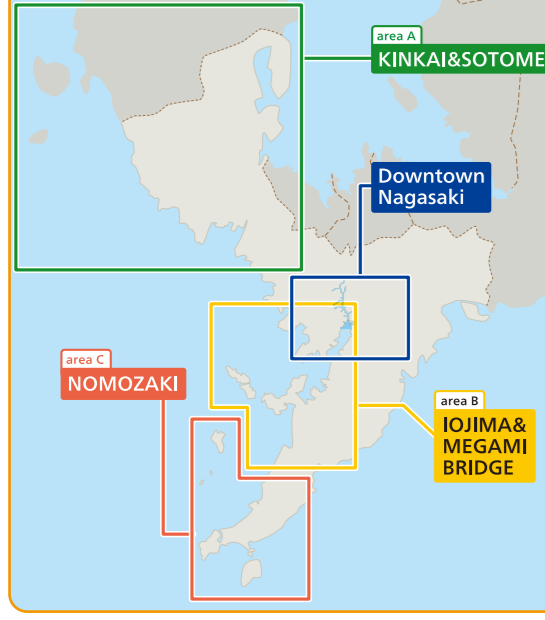 area A
KINKAI&SOTOME
Downtown
Nagasaki
area C
NOMOZAKI
area B
IOJIMA&
MEGAMI
BRIDGE